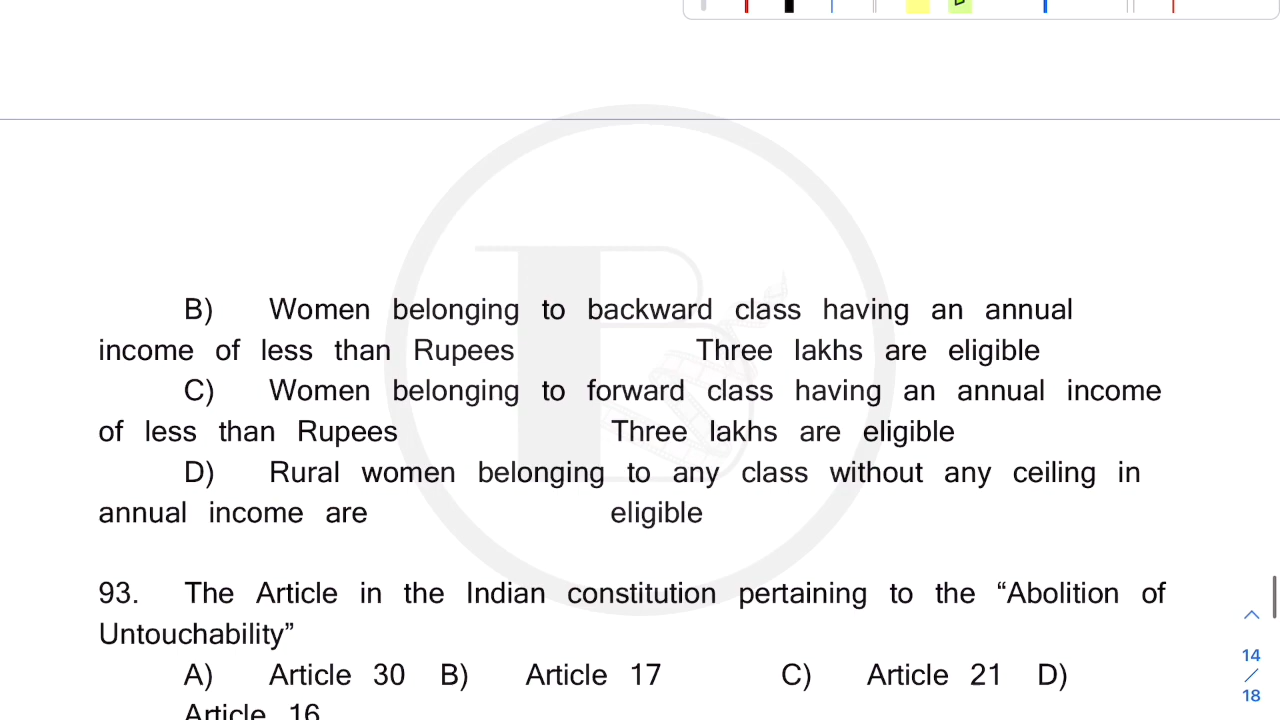 B) Women belonging to backward class having an annual
income of less than Rupees Three lakhs are eligible
C) Women belonging to forward class having an annual income
of less than Rupees Three lakhs are eligible
D) Rural women belonging to any class without any ceiling in
annual income are eligible
93. The Article in the Indian constitution pertaining to the “Abolition of
Untouchability”
A) Article 30 B) Article 17 C) Article 21 D)
Article 16
14
/
18